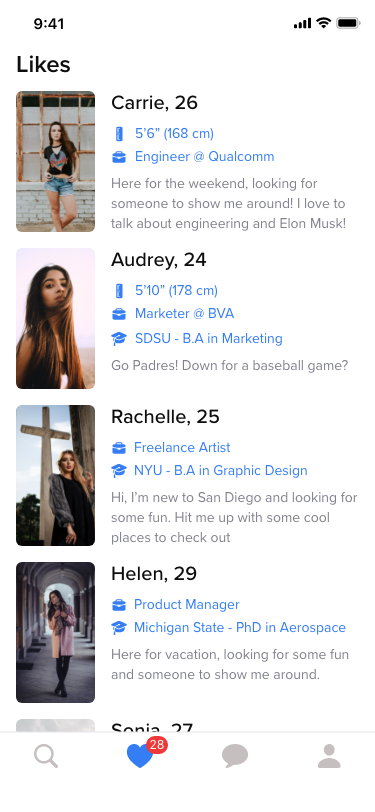 9:41
Likes
Carrie, 26
5’6” (168 cm)
Engineer @ Qualcomm
Here for the weekend, looking for
someone to show me around! I love to
talk about engineering and Elon Musk!
Audrey, 24
5’10” (178 cm)
Marketer @ BVA
SDSU - B.A in Marketing
Go Padres! Down for a baseball game?
Rachelle, 25
Freelance Artist
NYU - B.A in Graphic Design
Hi, I’m new to San Diego and looking for
some fun. Hit me up with some cool
places to check out
Helen, 29
Product Manager
Michigan State - PhD in Aerospace
Here for vacation, looking for some fun
and someone to show me around.
Sonia, 27
28